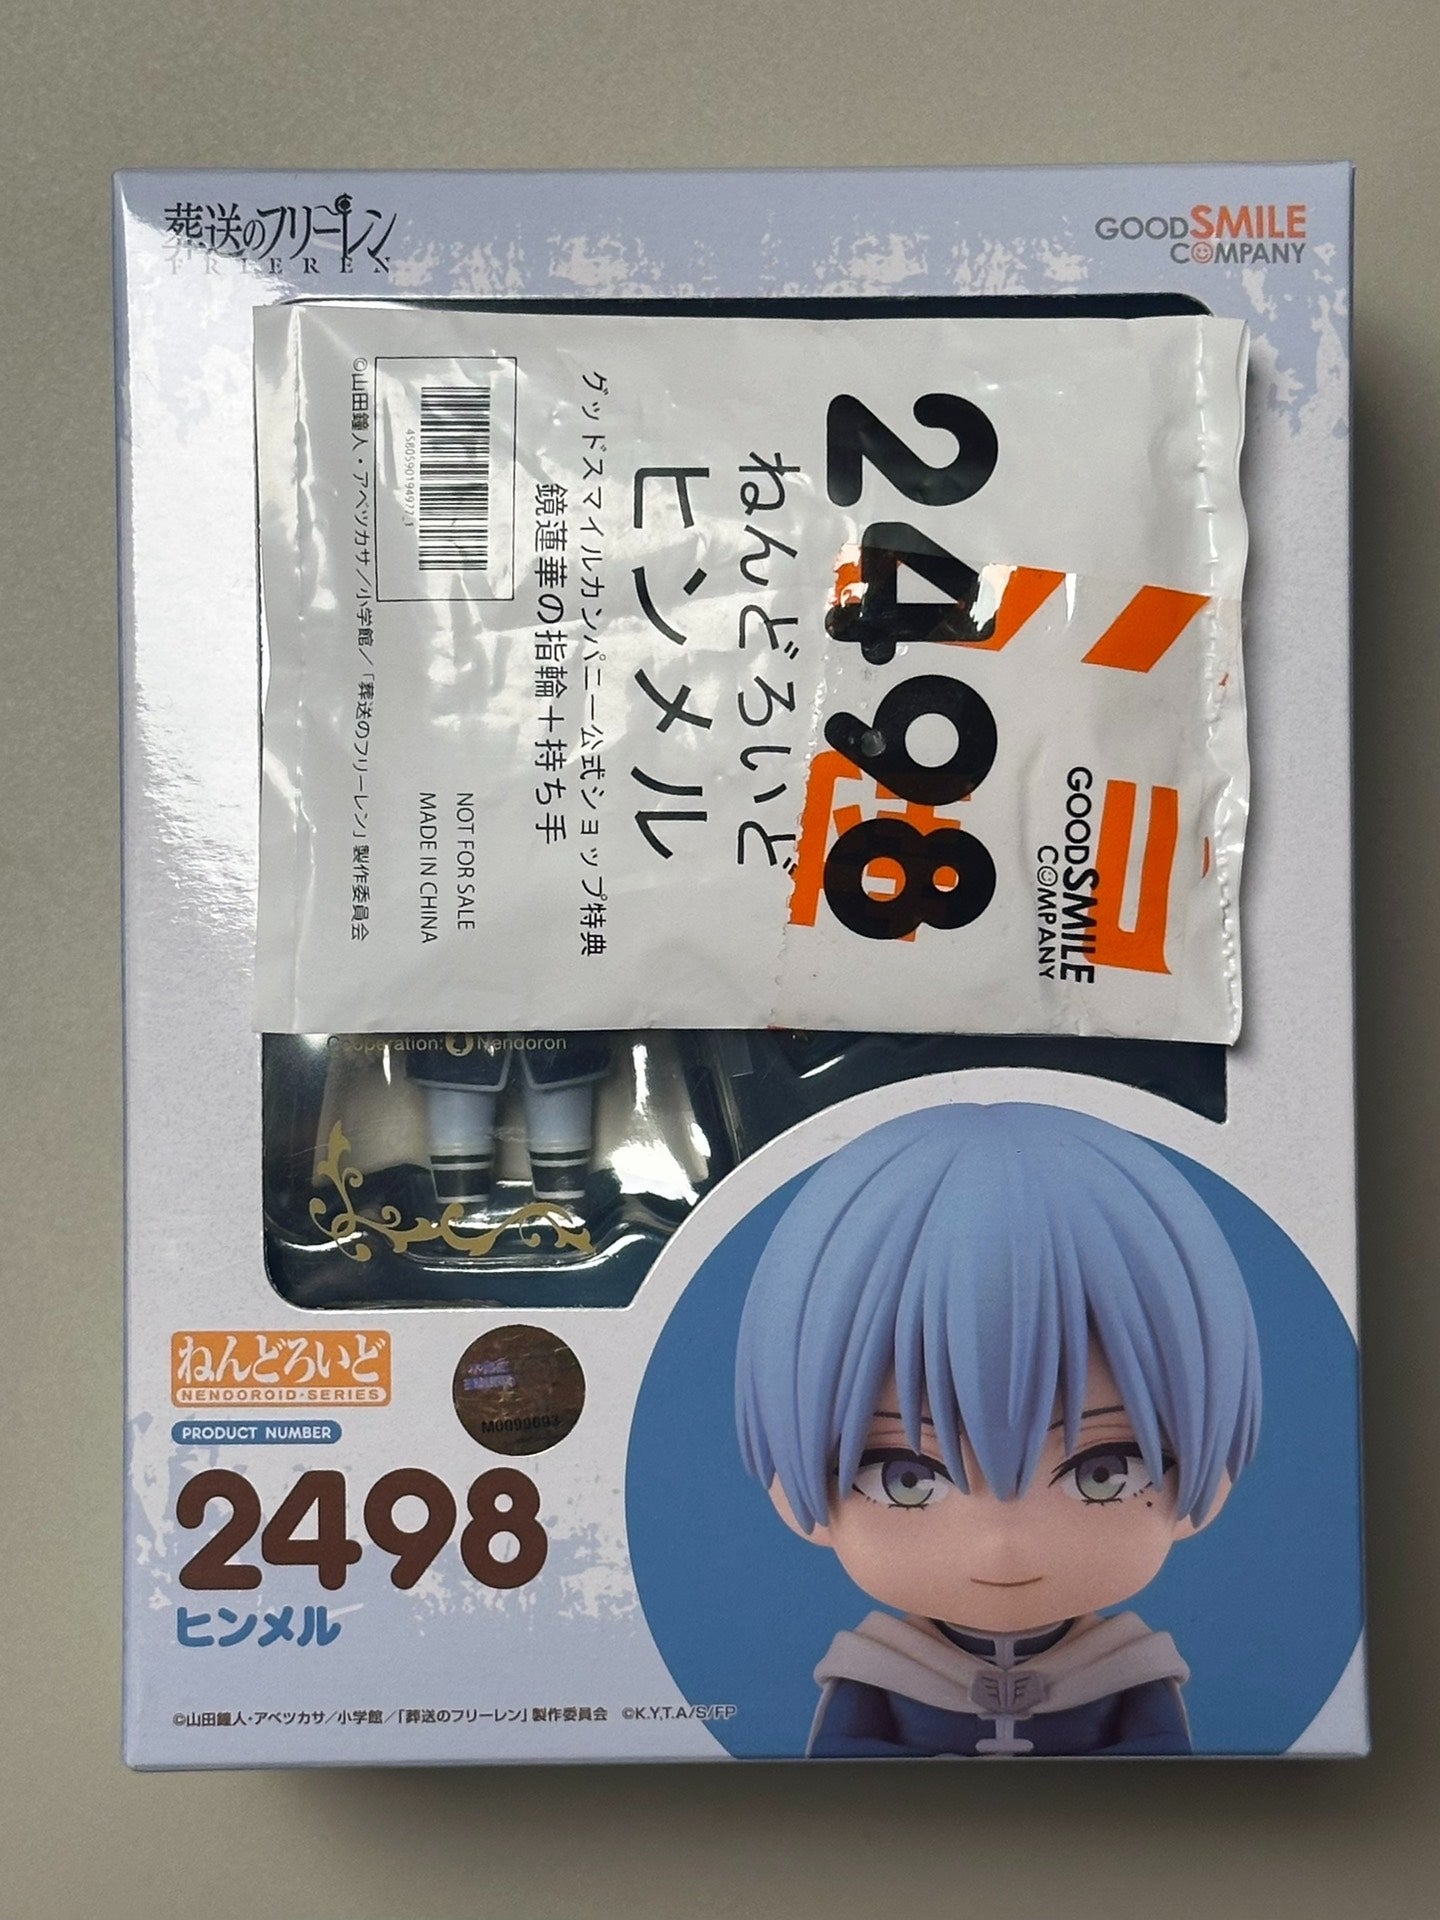 葬送のフリーレン
FRIEREN
GOODSMILE
COMPANY
GOODSMILE
COMPANY
2498
ねんどろいど
ヒンメル
グッドスマイルカンパニー公式ショップ特典
鏡蓮華の指輪＋持ち手
4580590194977_1
NOT FOR SALE
MADE IN CHINA
©山田鐘人・アベツカサ／小学館／「葬送のフリーレン」製作委員会
Cooperation: Nendoron
ねんどろいど
NENDOROID·SERIES
PRODUCT NUMBER
2498
ヒンメル
©山田鐘人・アベツカサ／小学館／「葬送のフリーレン」製作委員会 ©K.Y,T.A/S/FP